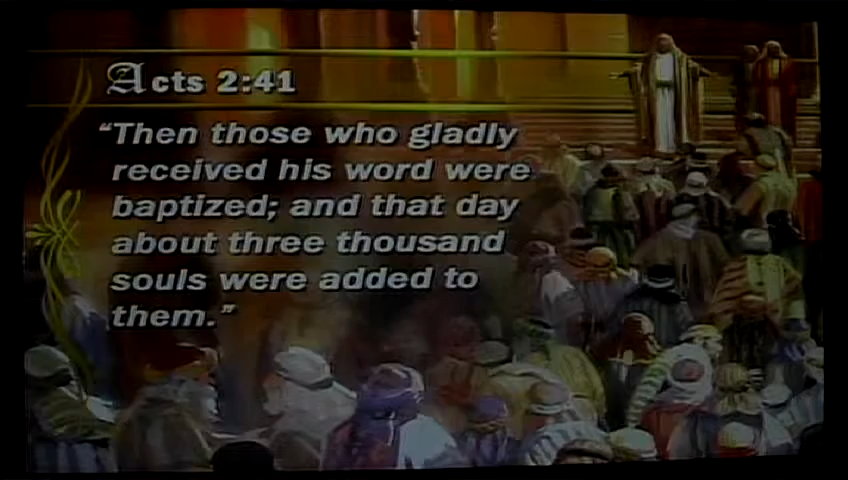 Acts 2:41
“Then those who gladly
received his word were
baptized; and that day
about three thousand
souls were added to
them.”